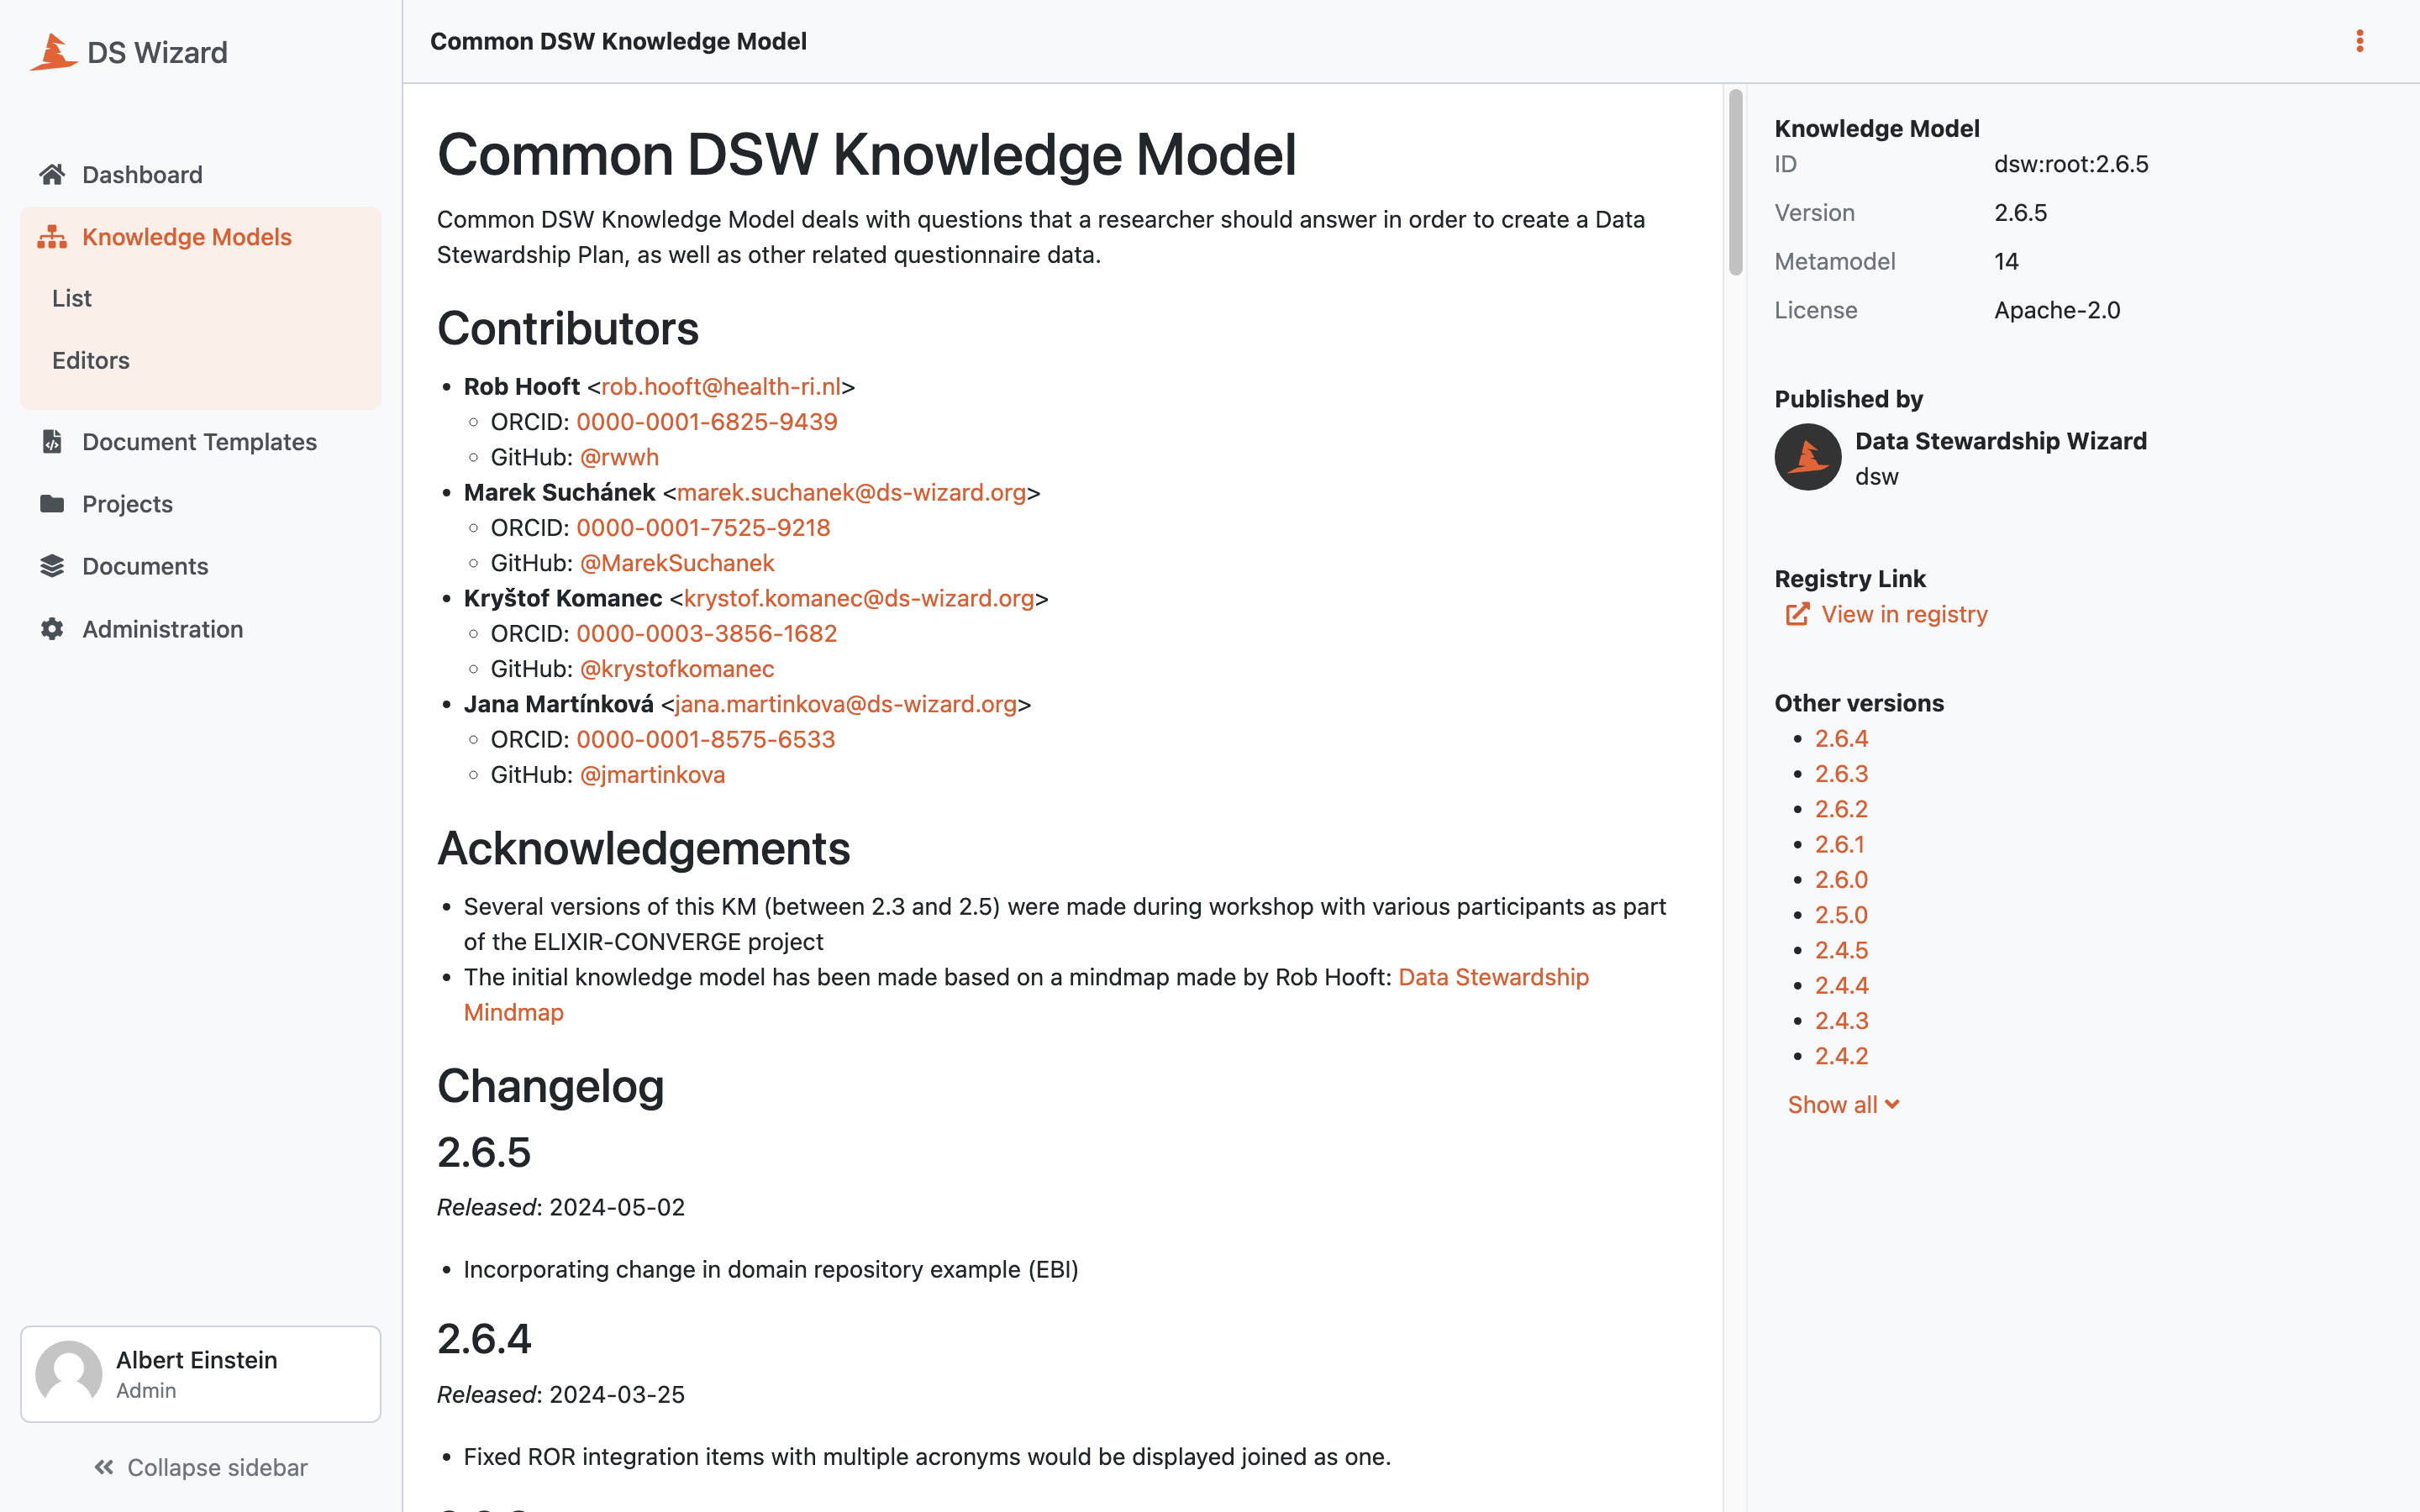 DS Wizard
Dashboard
Knowledge Models
List
Editors
Document Templates
Projects
Documents
Administration
Albert Einstein
Admin
Collapse sidebar
Common DSW Knowledge Model
Common DSW Knowledge Model
Common DSW Knowledge Model deals with questions that a researcher should answer in order to create a Data
Stewardship Plan, as well as other related questionnaire data.
Contributors
Rob Hooft <rob.hooft@health-ri.nl>
ORCID: 0000-0001-6825-9439
GitHub: @rwwh
Marek Suchánek <marek.suchanek@ds-wizard.org>
ORCID: 0000-0001-7525-9218
GitHub: @MarekSuchanek
Kryštof Komanec <krystof.komanec@ds-wizard.org>
ORCID: 0000-0003-3856-1682
GitHub: @krystofkomanec
Jana Martínková <jana.martinkova@ds-wizard.org>
ORCID: 0000-0001-8575-6533
GitHub: @jmartinkova
Acknowledgements
Several versions of this KM (between 2.3 and 2.5) were made during workshop with various participants as part
of the ELIXIR-CONVERGE project
The initial knowledge model has been made based on a mindmap made by Rob Hooft: Data Stewardship
Mindmap
Changelog
2.6.5
Released: 2024-05-02
Incorporating change in domain repository example (EBI)
2.6.4
Released: 2024-03-25
Fixed ROR integration items with multiple acronyms would be displayed joined as one.
Knowledge Model
ID dsw:root:2.6.5
Version 2.6.5
Metamodel 14
License Apache-2.0
Published by
Data Stewardship Wizard
dsw
Registry Link
View in registry
Other versions
2.6.4
2.6.3
2.6.2
2.6.1
2.6.0
2.5.0
2.4.5
2.4.4
2.4.3
2.4.2
Show all